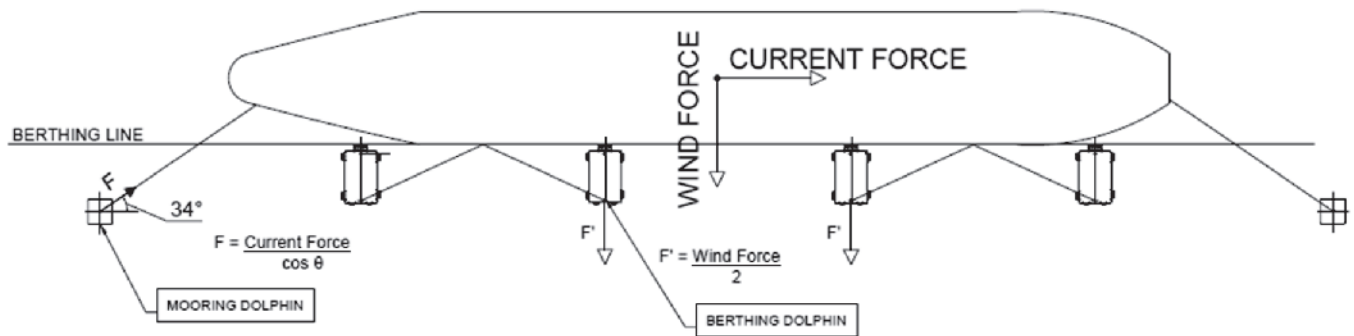 WIND FORCE
CURRENT FORCE
BERTHING LINE
F
34°
F = Current Force
cos θ
F'
F' = Wind Force
2
F'
MOORING DOLPHIN
BERTHING DOLPHIN